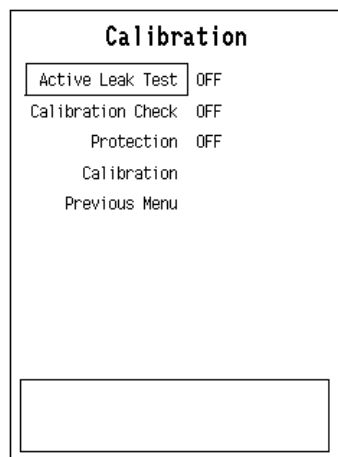 Calibration
Active Leak Test OFF
Calibration Check OFF
Protection OFF
Calibration
Previous Menu